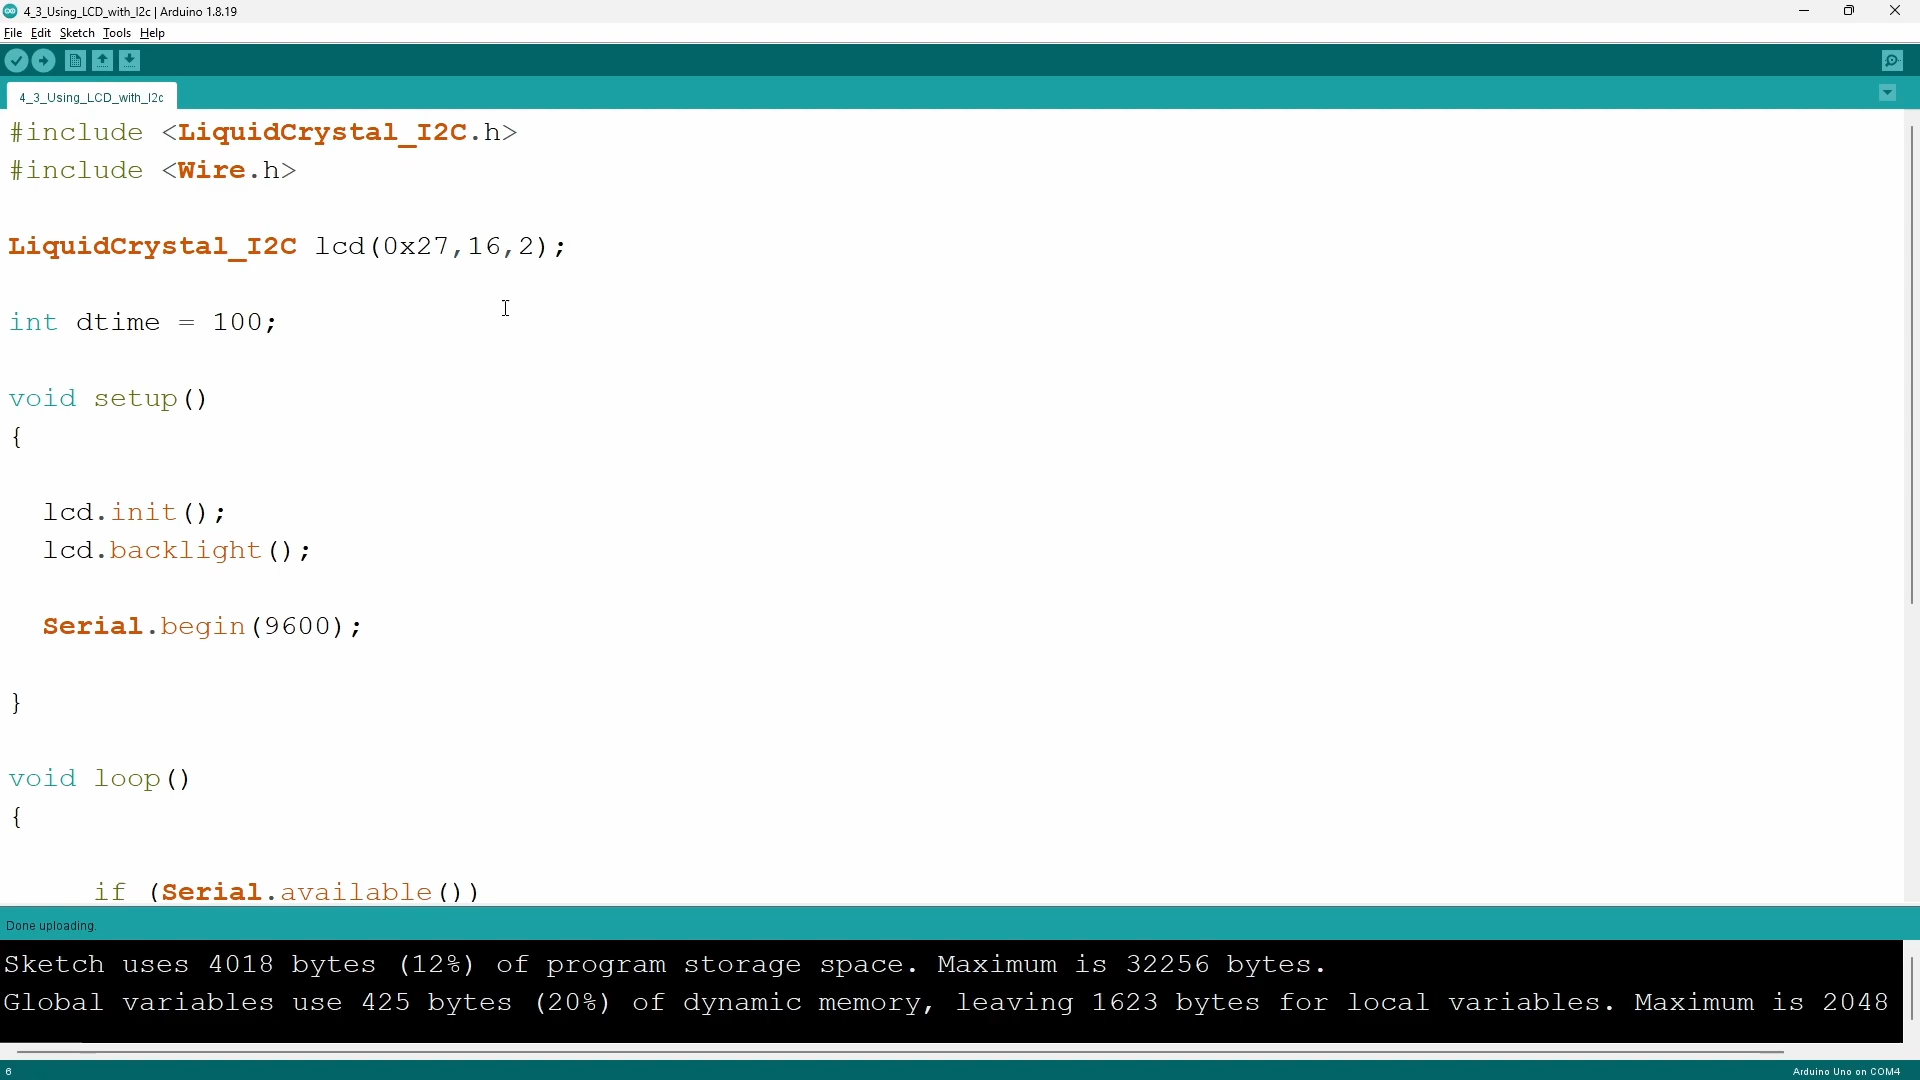 4_3_Using_LCD_with_I2c | Arduino 1.8.19
File Edit Sketch Tools Help
4_3_Using_LCD_with_I2c
#include <LiquidCrystal_I2C.h>
#include <Wire.h>
LiquidCrystal_I2C lcd(0x27,16,2);
int dtime = 100;
void setup()
{
lcd.init();
lcd.backlight();
Serial.begin(9600);
}
void loop()
{
if (Serial.available())
Done uploading.
Sketch uses 4018 bytes (12%) of program storage space. Maximum is 32256 bytes.
Global variables use 425 bytes (20%) of dynamic memory, leaving 1623 bytes for local variables. Maximum is 2048
6
Arduino Uno on COM4